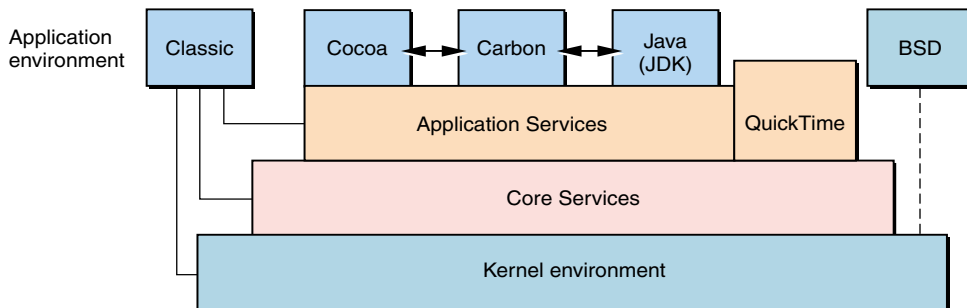 Application
environment
Classic
Cocoa
Carbon
Java
(JDK)
BSD
Application Services
QuickTime
Core Services
Kernel environment